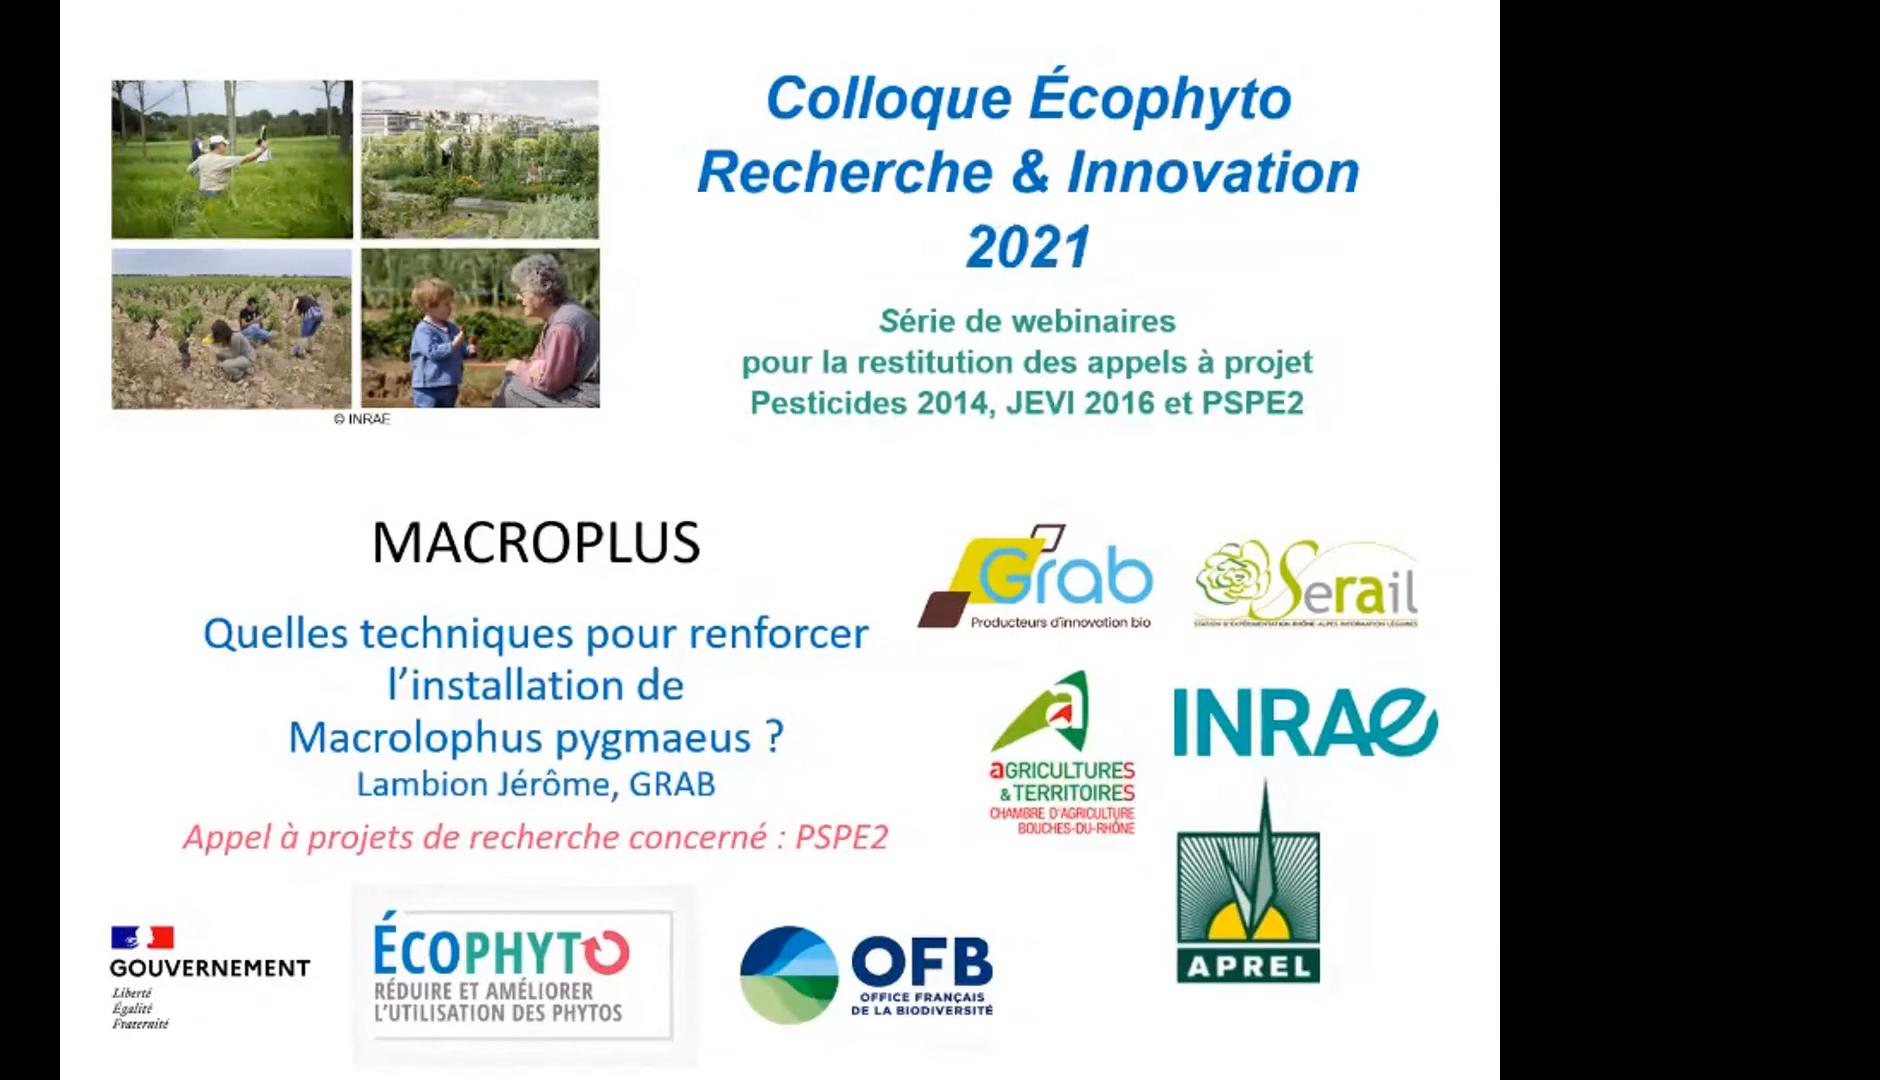 Colloque Écophyto
Recherche & Innovation
2021
Série de webinaires
pour la restitution des appels à projet
Pesticides 2014, JEVI 2016 et PSPE2
© INRAE
MACROPLUS
Quelles techniques pour renforcer
l’installation de
Macrolophus pygmaeus ?
Lambion Jérôme, GRAB
Appel à projets de recherche concerné : PSPE2
Grab
Producteurs d'innovation bio
Serail
STATION D'EXPÉRIMENTATION RHÔNE-ALPES INFORMATION LÉGUMES
a
AGRICULTURES
& TERRITOIRES
CHAMBRE D'AGRICULTURE
BOUCHES-DU-RHÔNE
INRAE
APREL
GOUVERNEMENT
Liberté
Égalité
Fraternité
ÉCOPHYTO
RÉDUIRE ET AMÉLIORER
L'UTILISATION DES PHYTOS
OFB
OFFICE FRANÇAIS
DE LA BIODIVERSITÉ